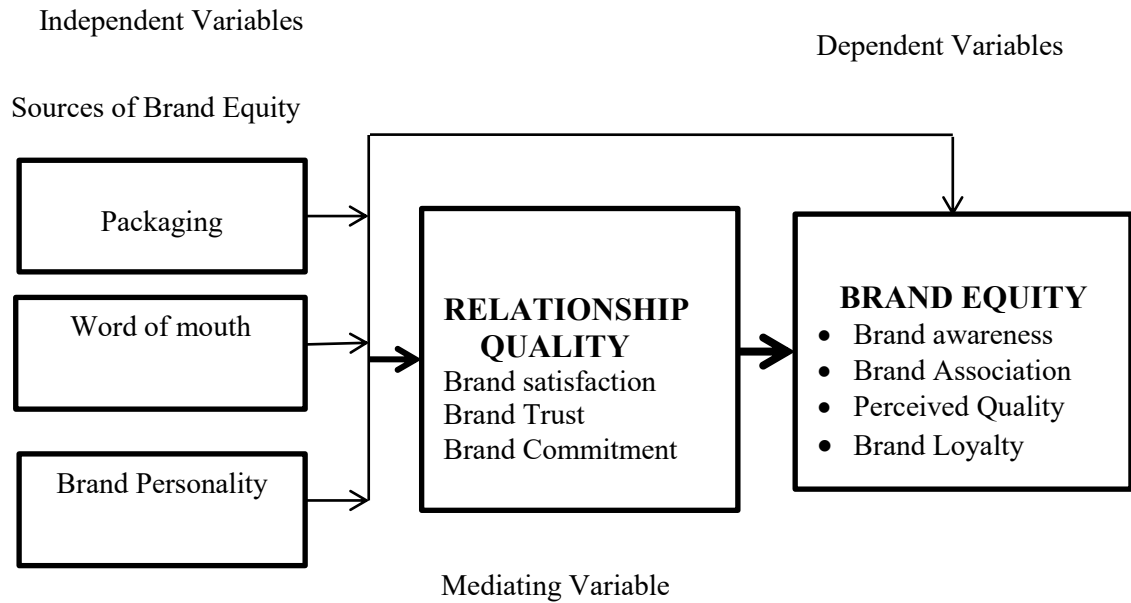 Independent Variables
Dependent Variables
Sources of Brand Equity
Packaging
Word of mouth
Brand Personality
RELATIONSHIP
QUALITY
Brand satisfaction
Brand Trust
Brand Commitment
BRAND EQUITY
• Brand awareness
• Brand Association
• Perceived Quality
• Brand Loyalty
Mediating Variable